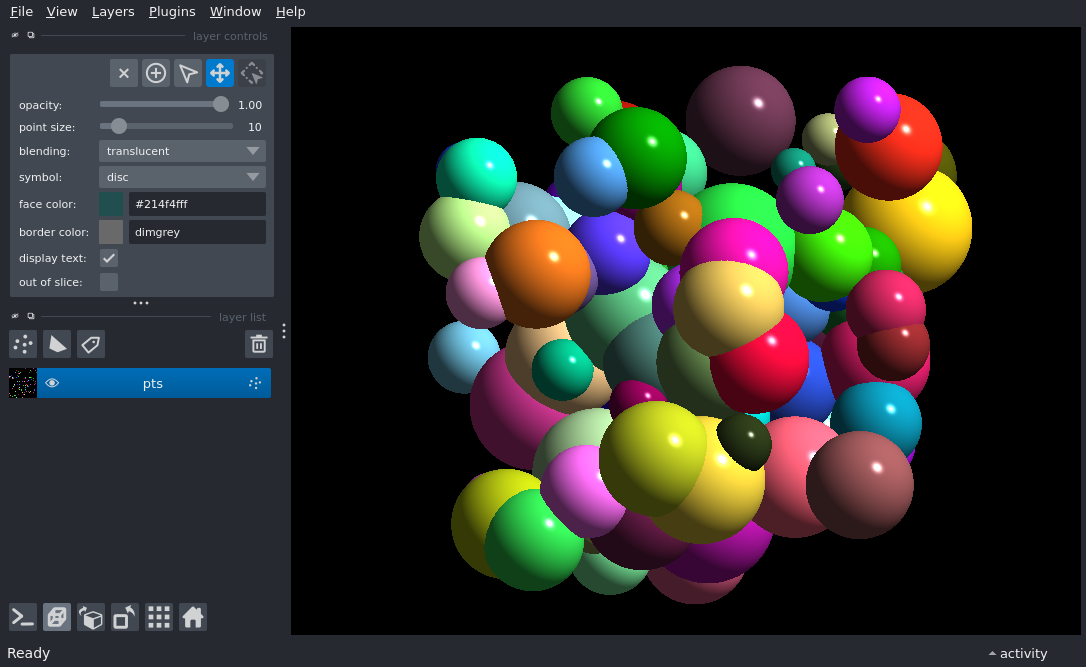 File View Layers Plugins Window Help
layer controls
opacity: 1.00
point size: 10
blending: translucent
symbol: disc
face color: #214f4fff
border color: dimgrey
display text:
out of slice:
layer list
pts
Ready
activity